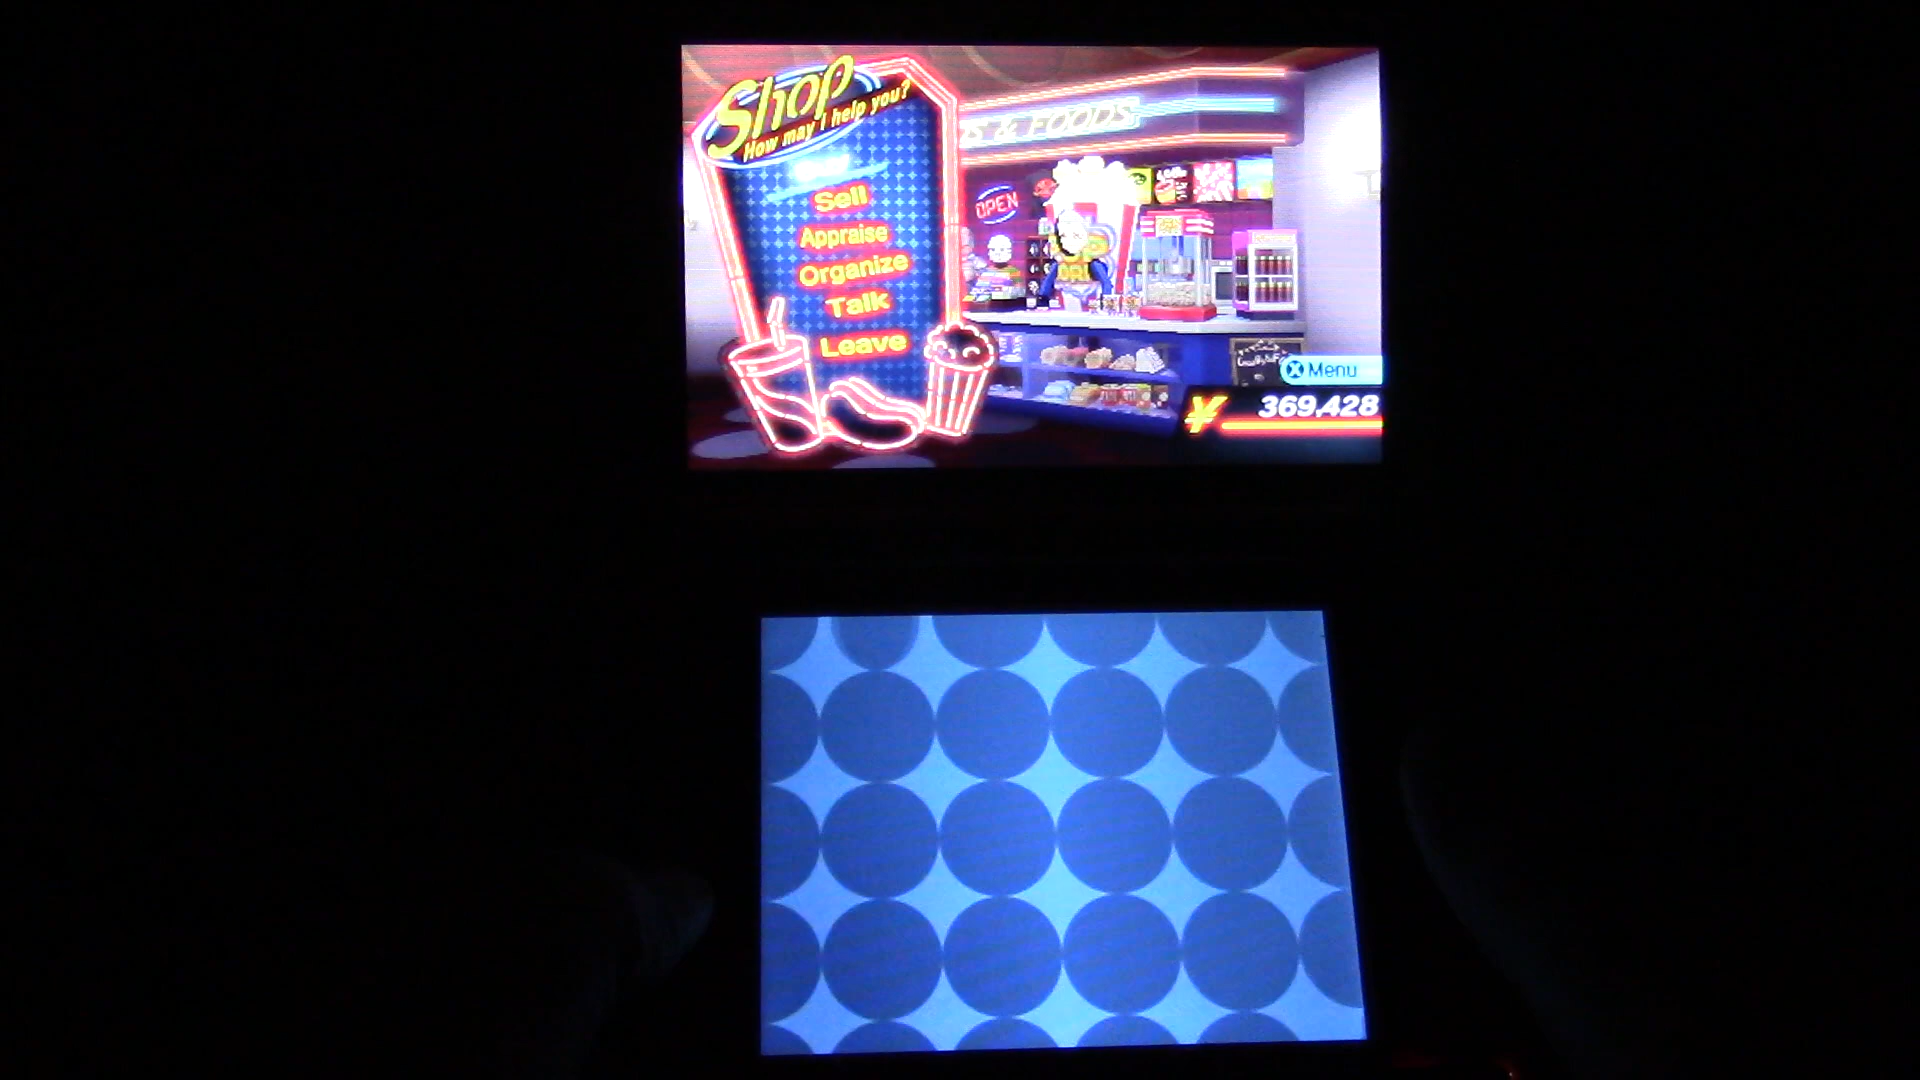 Shop
How may I help you?
Sell
Appraise
Organize
Talk
Leave
& FOODS
OPEN
Menu
¥ 369,428